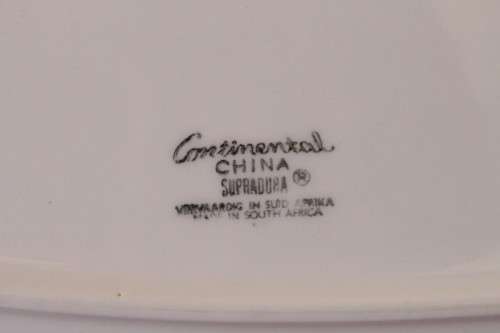 Continental
CHINA
SUPRADURA ®
VERVAARDIG IN SUID AFRIKA
MADE IN SOUTH AFRICA